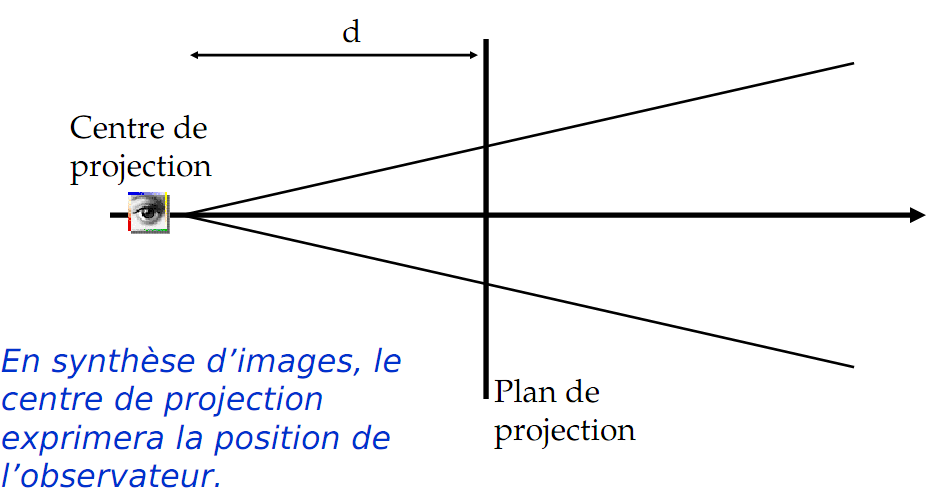 d
Centre de
projection
En synthèse d’images, le
centre de projection
exprimera la position de
l’observateur.
Plan de
projection